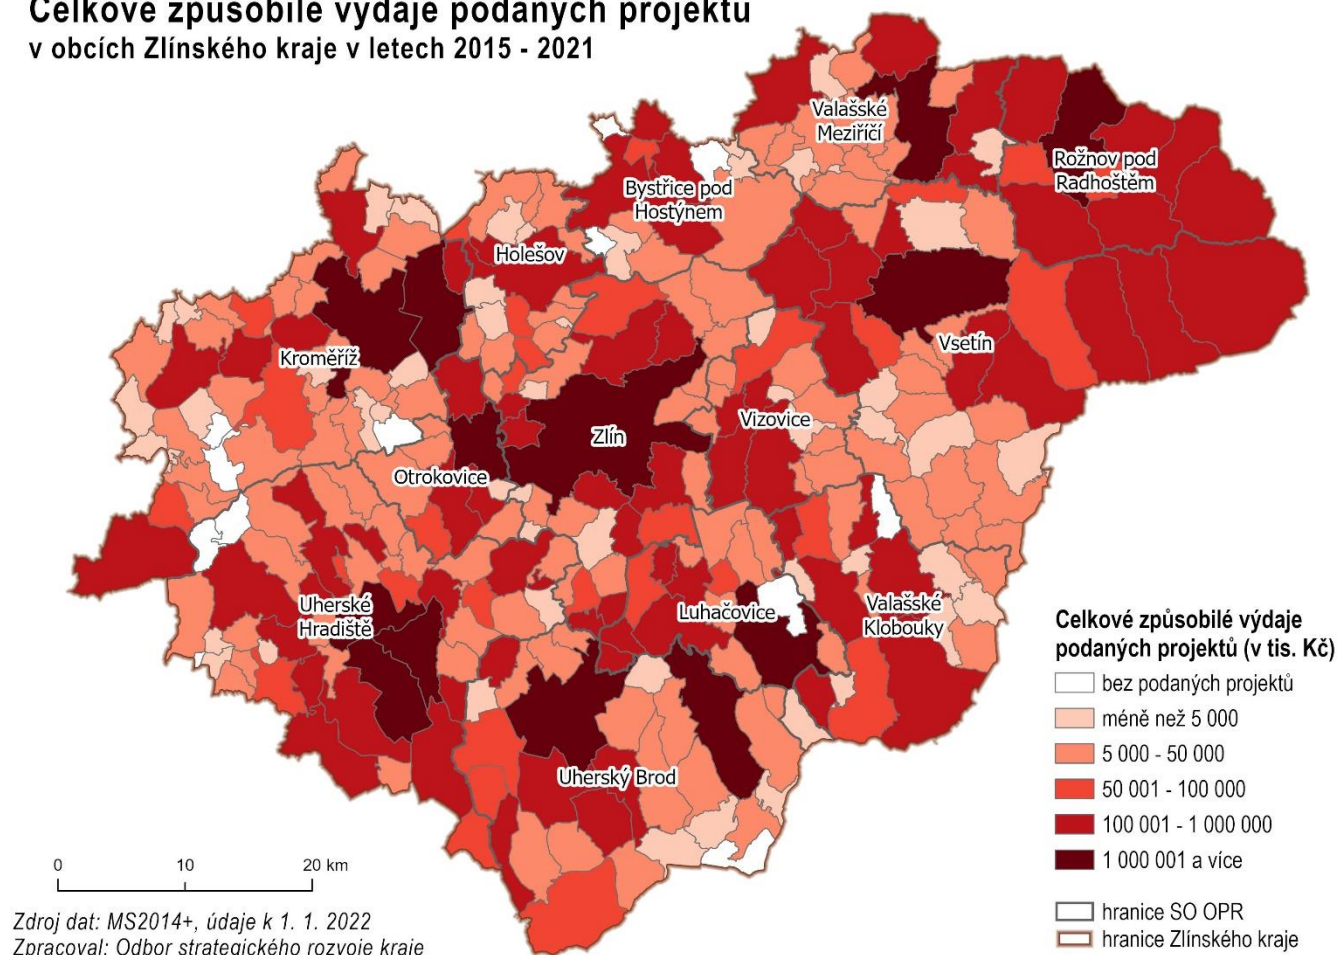 Celkové způsobilé výdaje podaných projektů
v obcích Zlínského kraje v letech 2015 - 2021
Valašské
Meziříčí
Rožnov pod
Radhoštěm
Bystřice pod
Hostýnem
Holešov
Kroměříž
Vsetín
Vizovice
Zlín
Otrokovice
Uherské
Hradiště
Luhačovice
Valašské
Klobouky
Uherský Brod
Celkové způsobilé výdaje
podaných projektů (v tis. Kč)
bez podaných projektů
méně než 5 000
5 000 - 50 000
50 001 - 100 000
100 001 - 1 000 000
1 000 001 a více
hranice SO OPR
hranice Zlínského kraje
0 10 20 km
Zdroj dat: MS2014+, údaje k 1. 1. 2022
Zpracoval: Odbor strategického rozvoje kraje